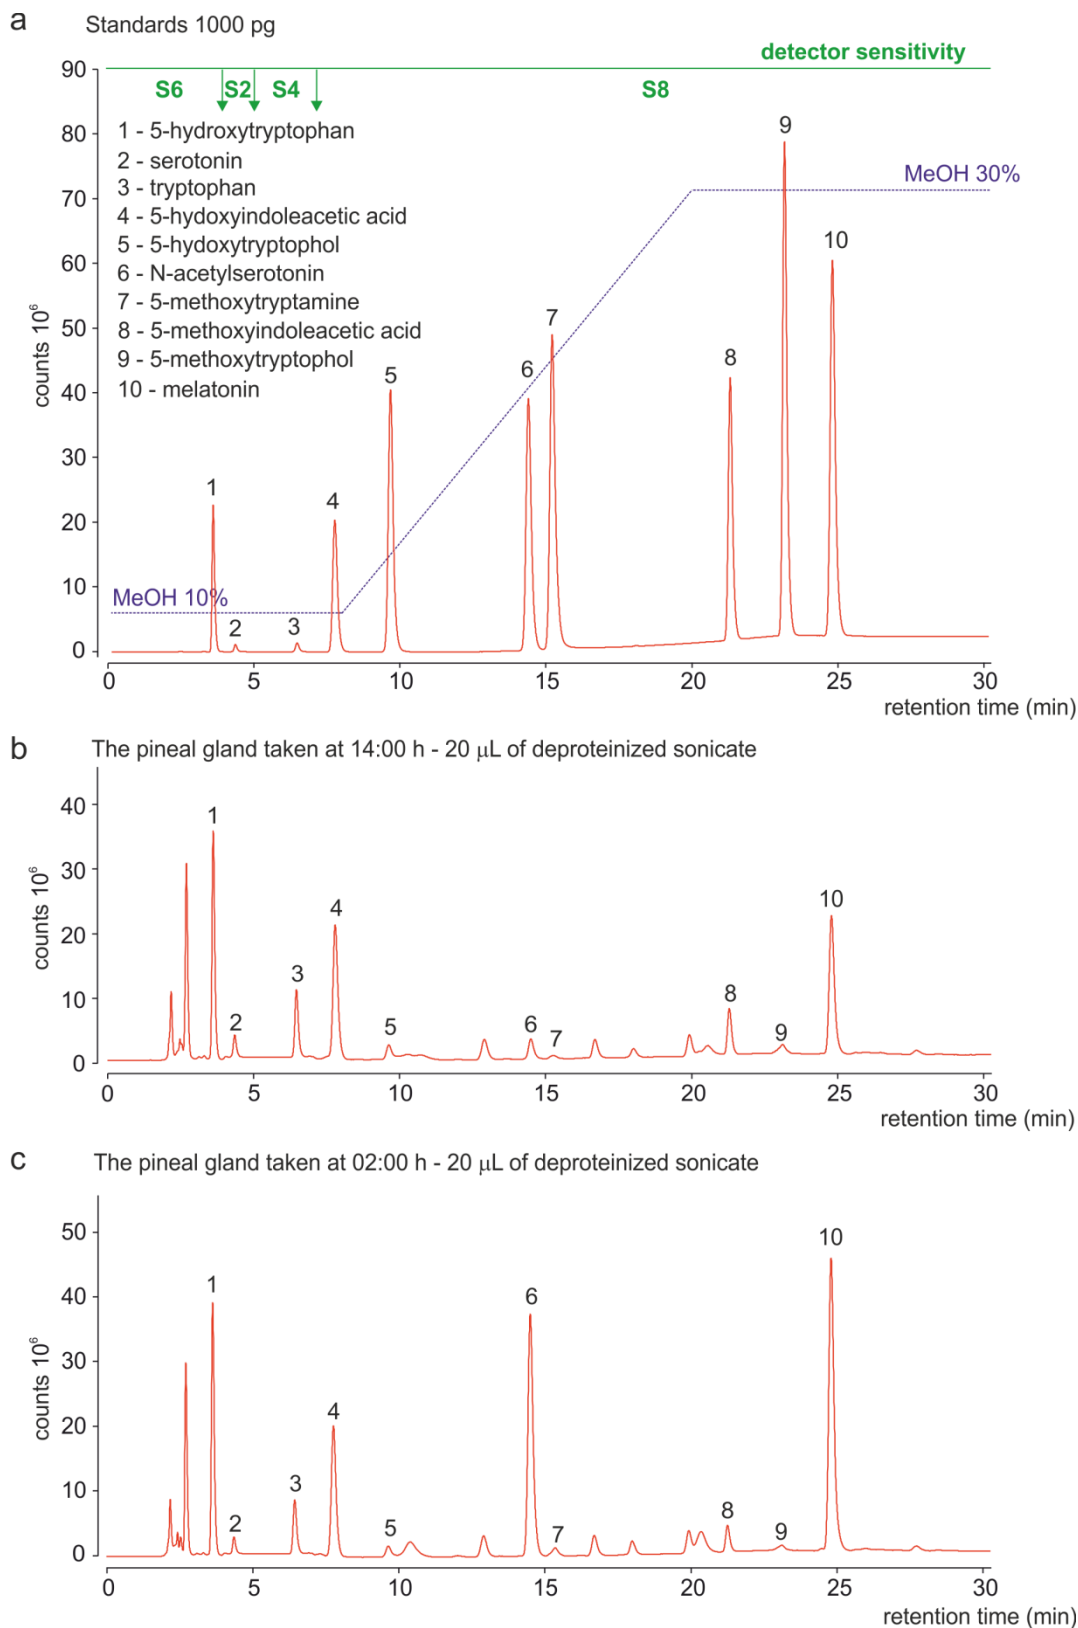 a
Standards 1000 pg
detector sensitivity
S6 S2 S4 S8
1 - 5-hydroxytryptophan
2 - serotonin
3 - tryptophan
4 - 5-hydoxyindoleacetic acid
5 - 5-hydoxytryptophol
6 - N-acetylserotonin
7 - 5-methoxytryptamine
8 - 5-methoxyindoleacetic acid
9 - 5-methoxytryptophol
10 - melatonin
MeOH 10%
MeOH 30%
1 2 3 4 5 6 7 8 9 10
counts 10⁶
90
80
70
60
50
40
30
20
10
0
0 5 10 15 20 25 30
retention time (min)
b
The pineal gland taken at 14:00 h - 20 μL of deproteinized sonicate
1 2 3 4 5 6 7 8 9 10
counts 10⁶
40
30
20
10
0
0 5 10 15 20 25 30
retention time (min)
c
The pineal gland taken at 02:00 h - 20 μL of deproteinized sonicate
1 2 3 4 5 6 7 8 9 10
counts 10⁶
50
40
30
20
10
0
0 5 10 15 20 25 30
retention time (min)